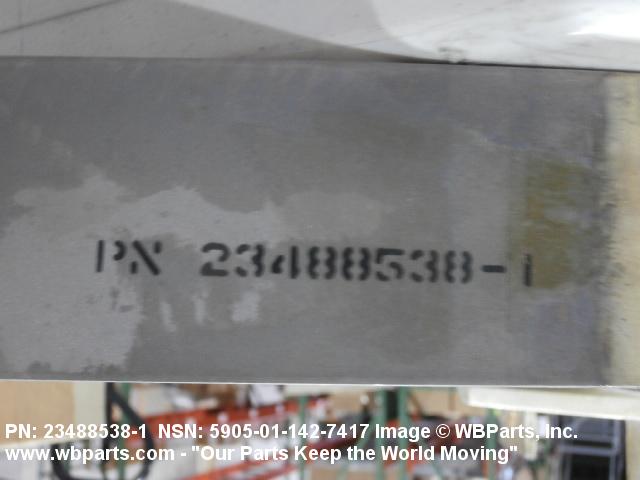 PN 23488538-1
PN: 23488538-1 NSN: 5905-01-142-7417 Image © WBParts, Inc.
www.wbparts.com - "Our Parts Keep the World Moving"